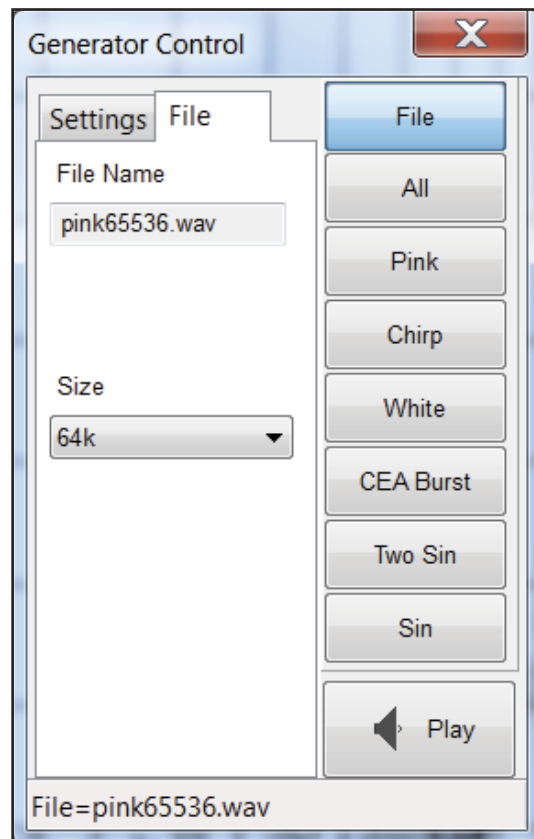 Generator Control
Settings
File
File Name
pink65536.wav
Size
64k
File
All
Pink
Chirp
White
CEA Burst
Two Sin
Sin
Play
File=pink65536.wav